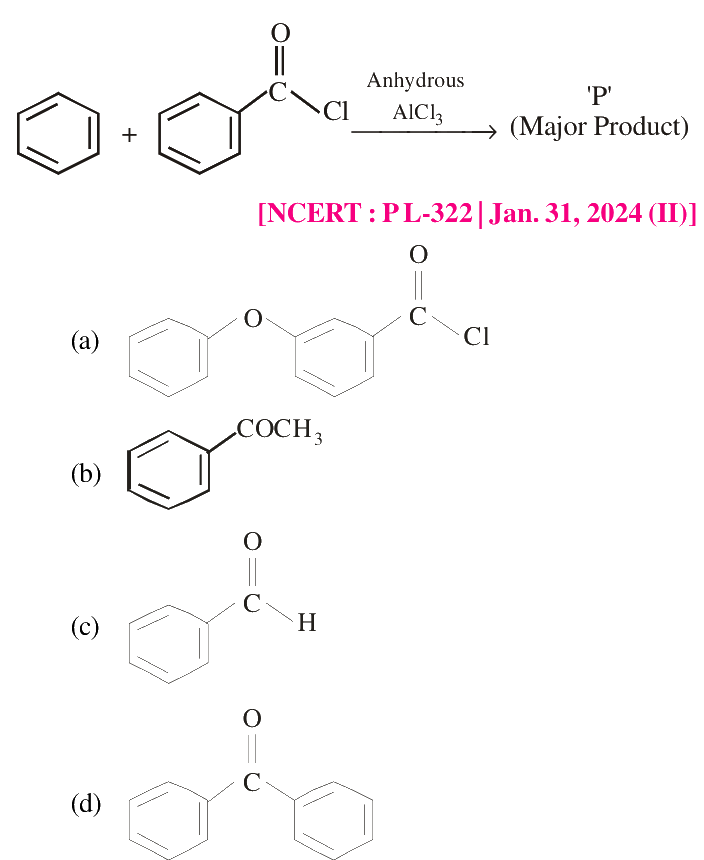 O
C
Cl
+
Anhydrous
AlCl3
'P'
(Major Product)
[NCERT : P L-322 | Jan. 31, 2024 (II)]
(a)
O
O
C
Cl
(b)
COCH3
(c)
O
C
H
(d)
O
C